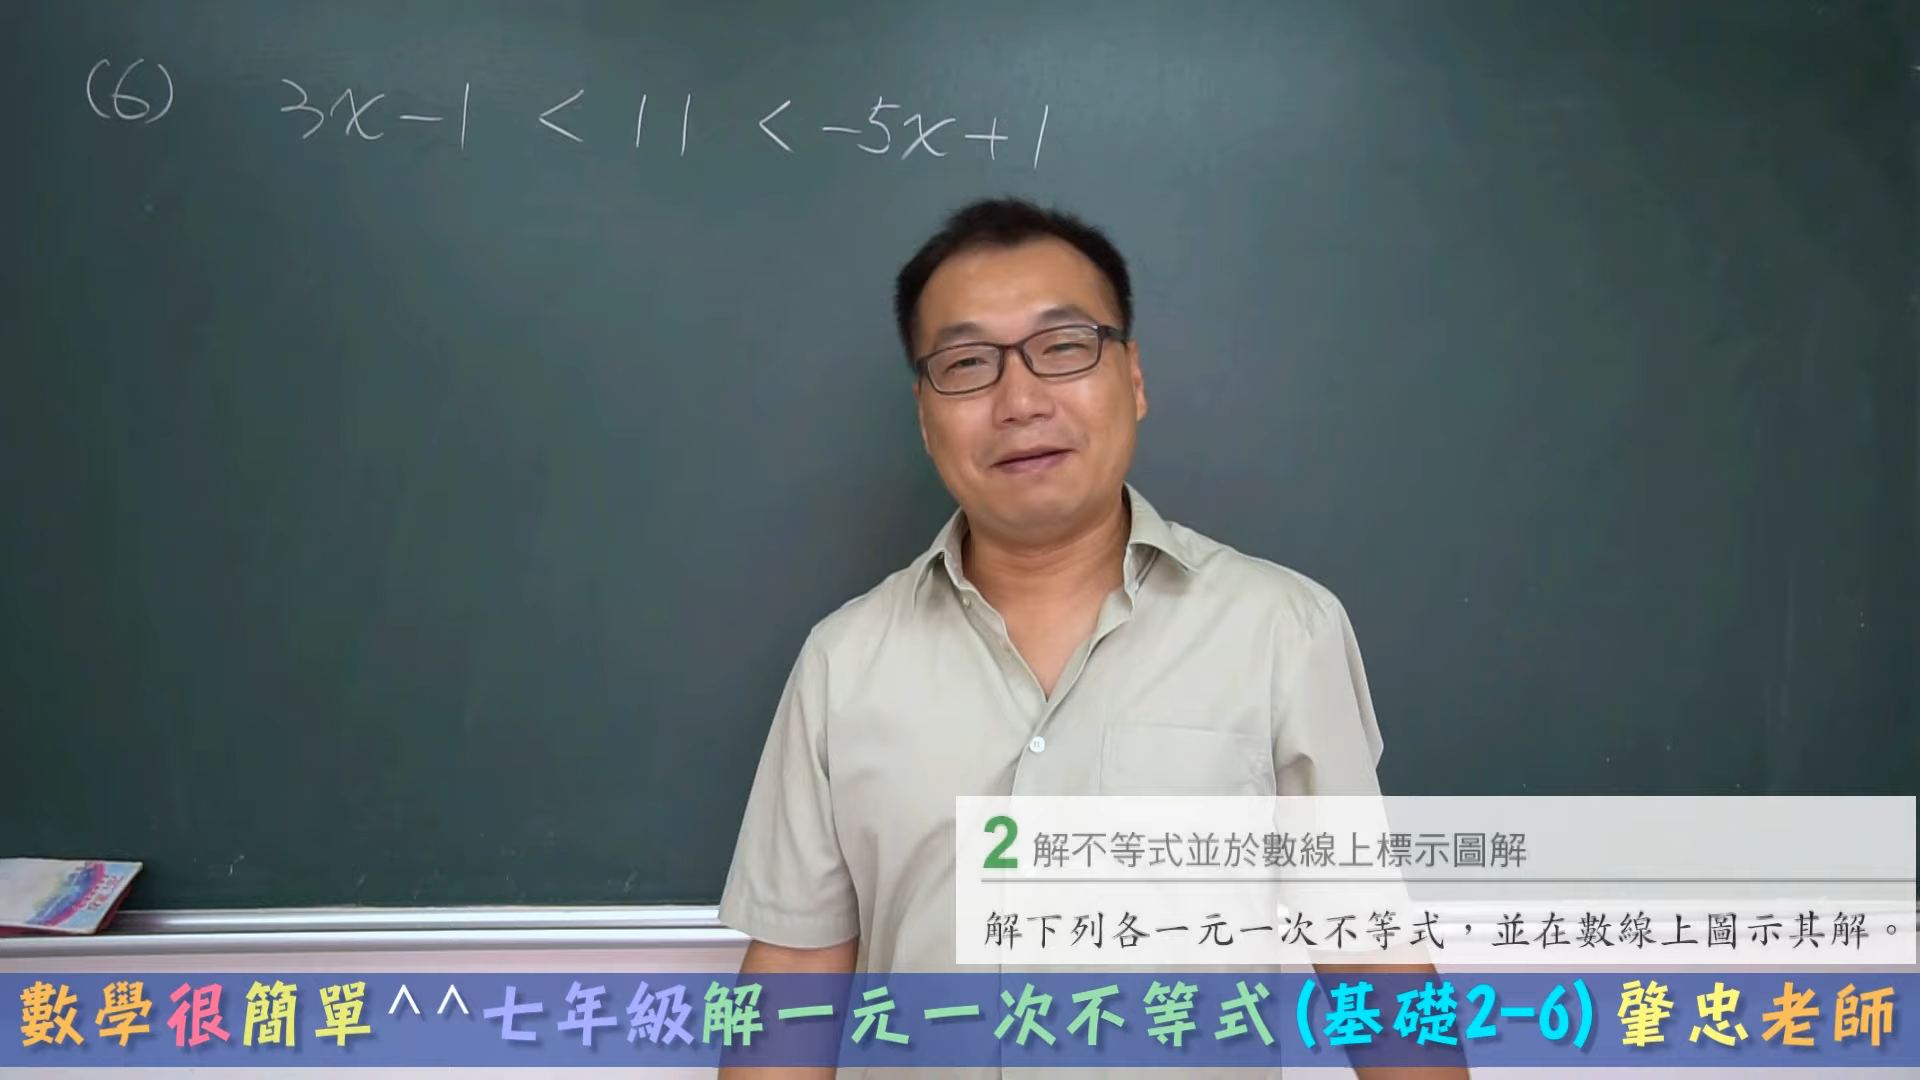 (6) 3x-1 < 11 < -5x+1
2 解不等式並於數線上標示圖解
解下列各一元一次不等式，並在數線上圖示其解。
數學很簡單^^七年級解一元一次不等式(基礎2-6)肇忠老師